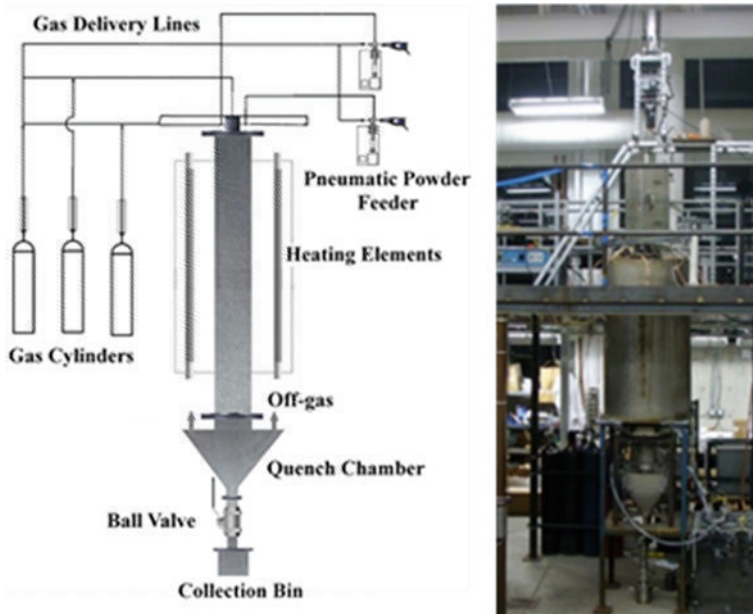 Gas Delivery Lines
Pneumatic Powder
Feeder
Heating Elements
Gas Cylinders
Off-gas
Quench Chamber
Ball Valve
Collection Bin